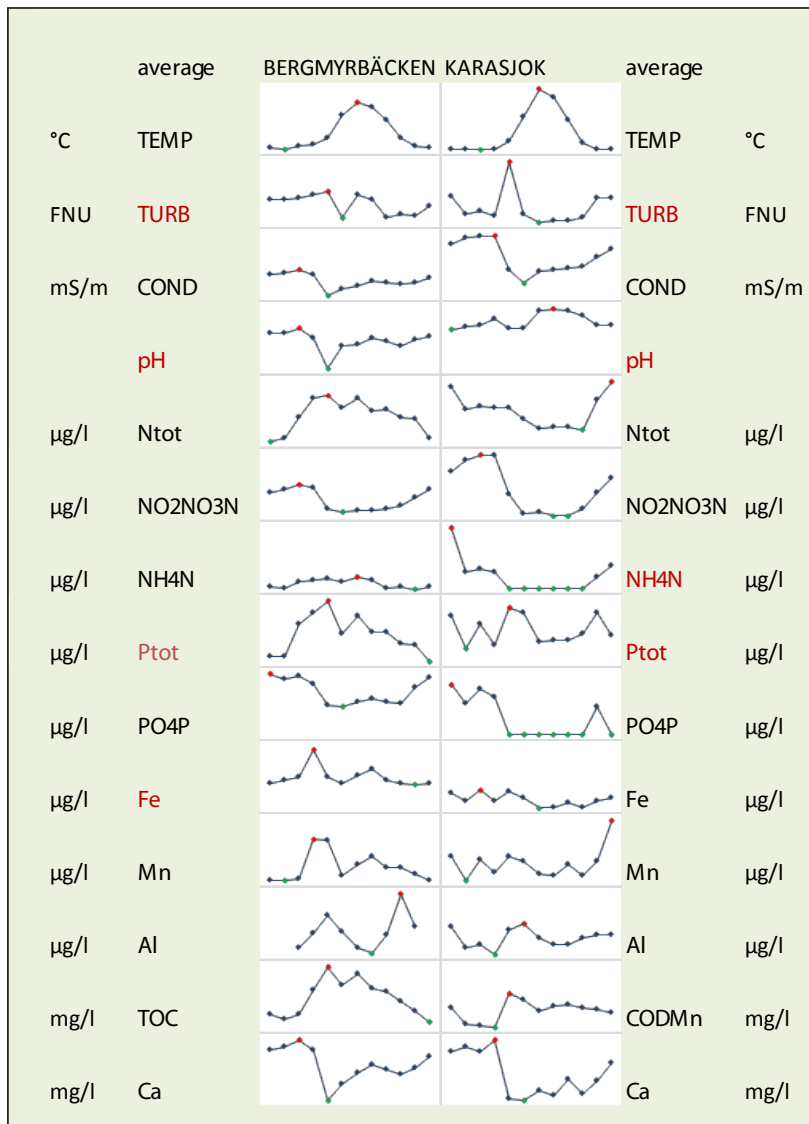 average BERGMYRBÄCKEN KARASJOK average
°C TEMP TEMP °C
FNU TURB TURB FNU
mS/m COND COND mS/m
pH pH
µg/l Ntot Ntot µg/l
µg/l NO2NO3N NO2NO3N µg/l
µg/l NH4N NH4N µg/l
µg/l Ptot Ptot µg/l
µg/l PO4P PO4P µg/l
µg/l Fe Fe µg/l
µg/l Mn Mn µg/l
µg/l Al Al µg/l
mg/l TOC CODMn mg/l
mg/l Ca Ca mg/l